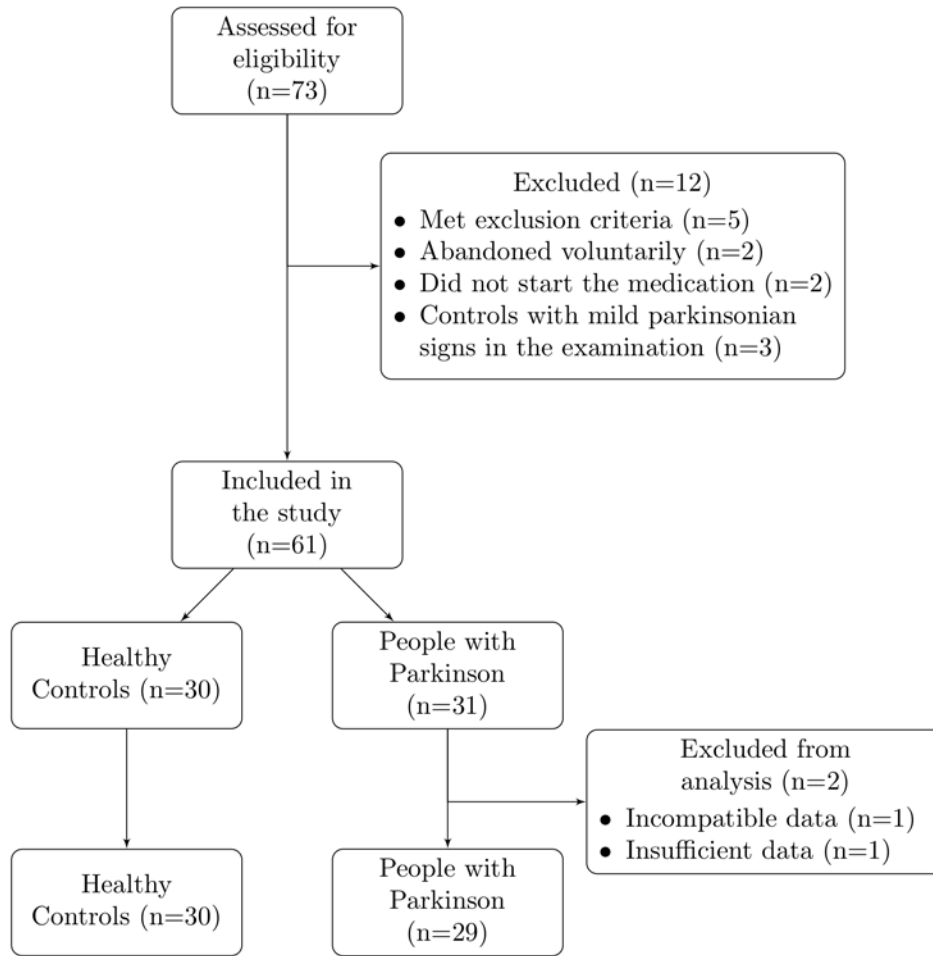 Assessed for
eligibility
(n=73)
Excluded (n=12)
• Met exclusion criteria (n=5)
• Abandoned voluntarily (n=2)
• Did not start the medication (n=2)
• Controls with mild parkinsonian
signs in the examination (n=3)
Included in
the study
(n=61)
Healthy
Controls (n=30)
People with
Parkinson
(n=31)
Excluded from
analysis (n=2)
• Incompatible data (n=1)
• Insufficient data (n=1)
Healthy
Controls (n=30)
People with
Parkinson
(n=29)